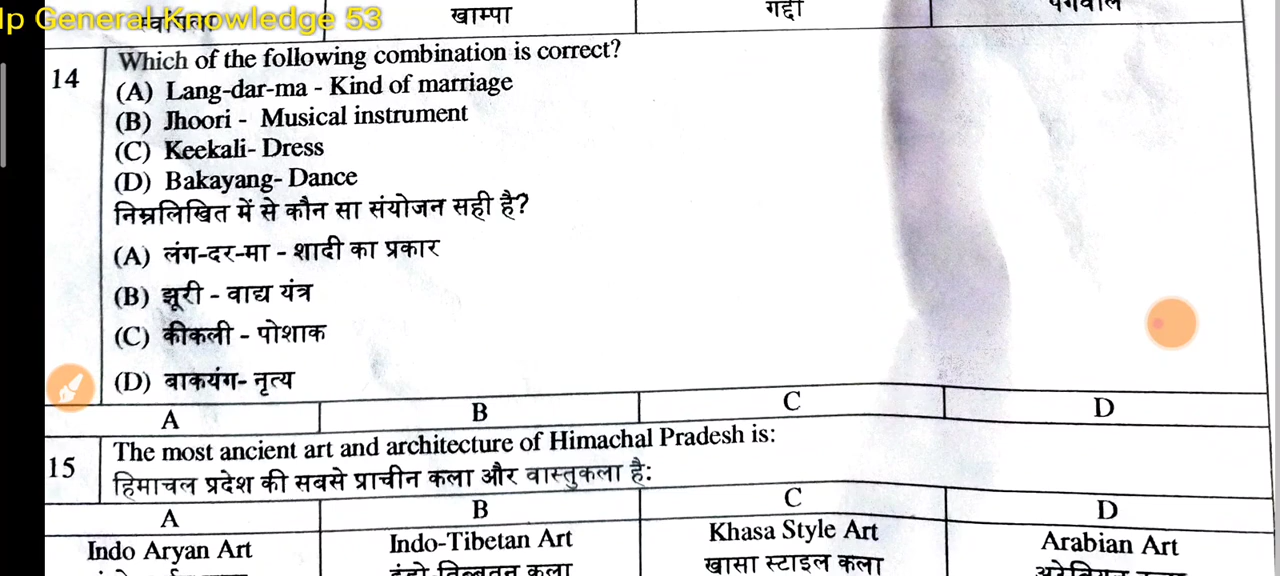 lp General Knowledge 53
खाम्पा
गद्दी
14
Which of the following combination is correct?
(A) Lang-dar-ma - Kind of marriage
(B) Jhoori - Musical instrument
(C) Keekali- Dress
(D) Bakayang- Dance
निम्नलिखित में से कौन सा संयोजन सही है?
(A) लंग-दर-मा - शादी का प्रकार
(B) झूरी - वाद्य यंत्र
(C) कीकली - पोशाक
(D) बाकयंग- नृत्य
A B C D
15
The most ancient art and architecture of Himachal Pradesh is:
हिमाचल प्रदेश की सबसे प्राचीन कला और वास्तुकला है:
A B C D
Indo Aryan Art Indo-Tibetan Art Khasa Style Art Arabian Art
खासा स्टाइल कला